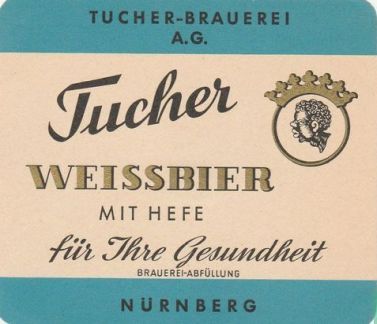 TUCHER-BRAUEREI
A.G.
Tucher
WEISSBIER
MIT HEFE
für Ihre Gesundheit
BRAUEREI-ABFÜLLUNG
NÜRNBERG